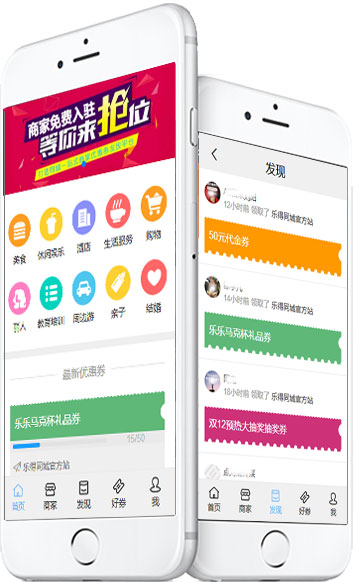 商家免费入驻
等你来抢位
美食
休闲娱乐
酒店
生活服务
购物
丽人
教育培训
周边游
亲子
结婚
最新优惠券
乐乐马克杯礼品券
15/50
乐得同城官方站
首页
商家
发现
好券
我
发现
12小时前 领取了 乐得同城官方站
50元代金券
14小时前 领取了 乐得同城官方站
乐乐马克杯礼品券
18小时前 领取了 乐得同城官方站
双12预热大抽奖抽奖券
首页
商家
发现
好券
我